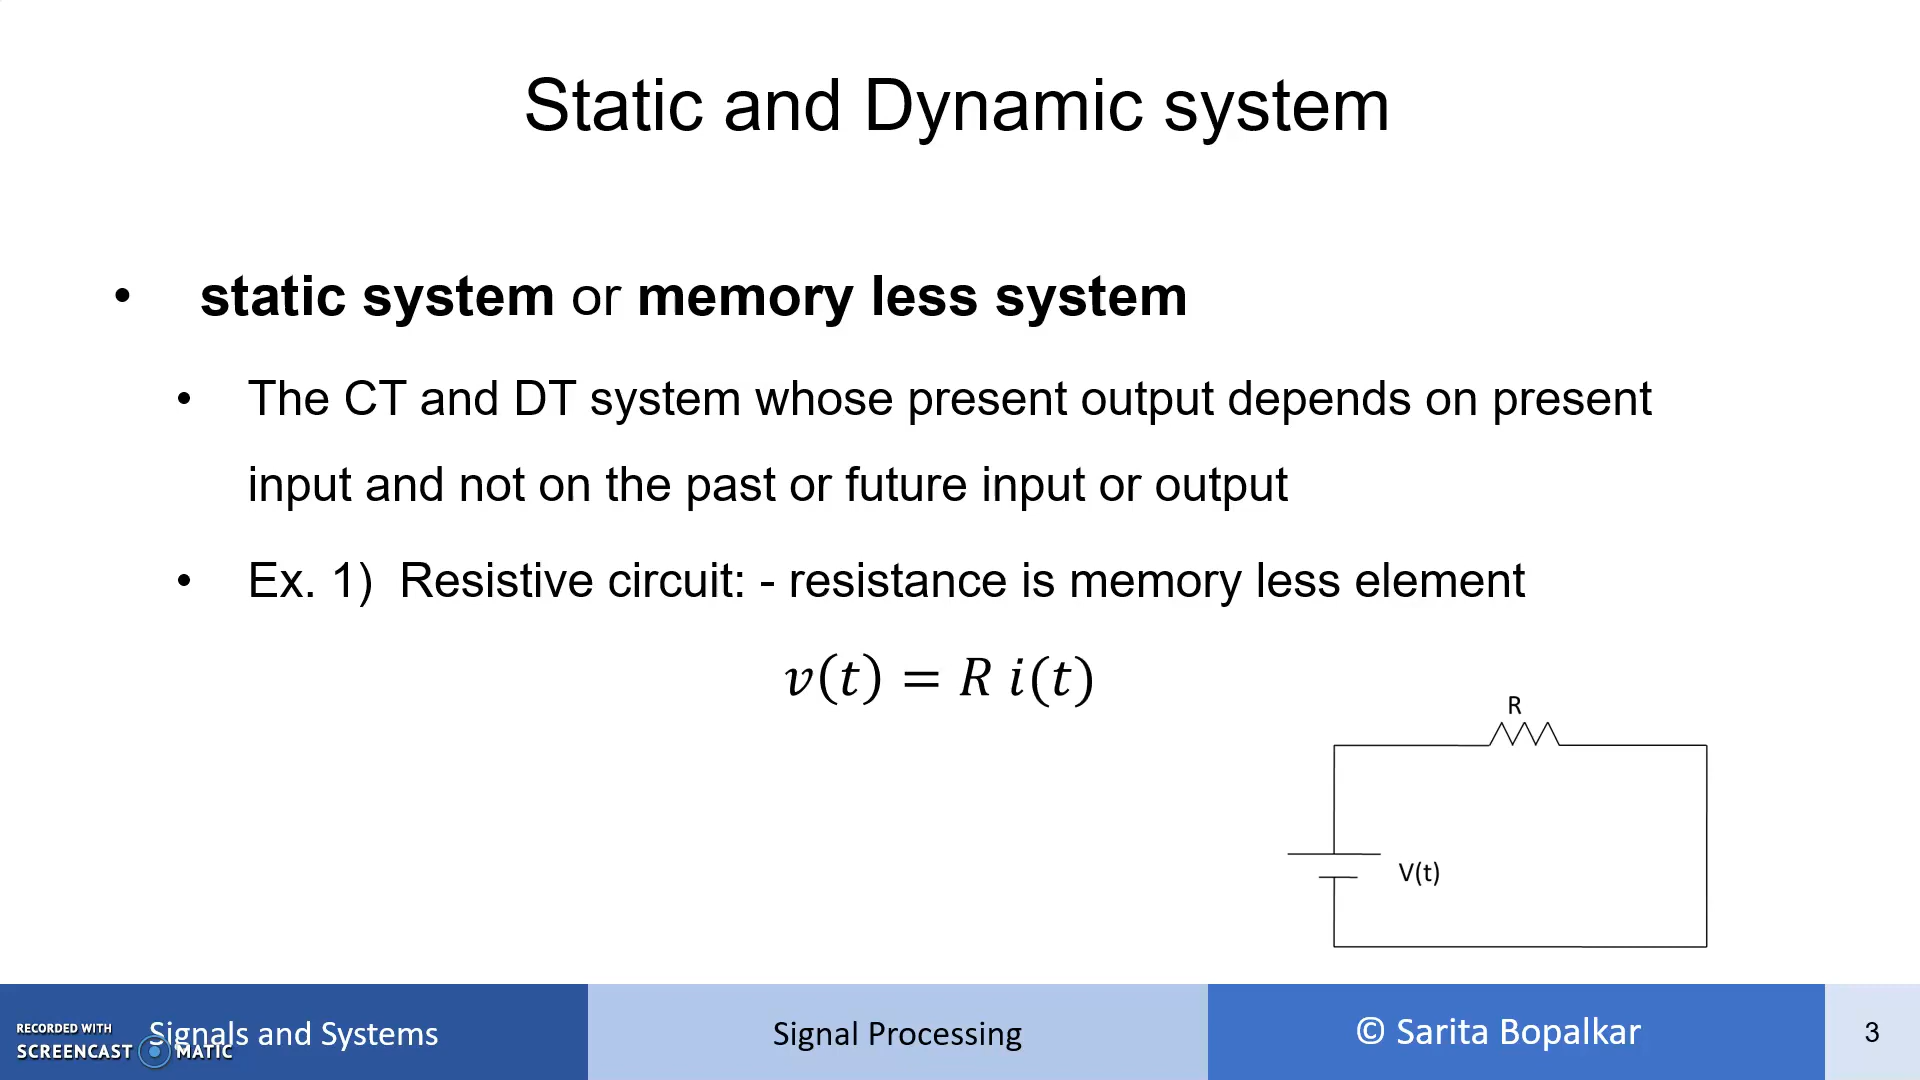 Static and Dynamic system
• static system or memory less system
• The CT and DT system whose present output depends on present
input and not on the past or future input or output
• Ex. 1) Resistive circuit: - resistance is memory less element
v(t) = R i(t)
R
V(t)
Signals and Systems
Signal Processing
© Sarita Bopalkar
3
RECORDED WITH
SCREENCAST MATIC